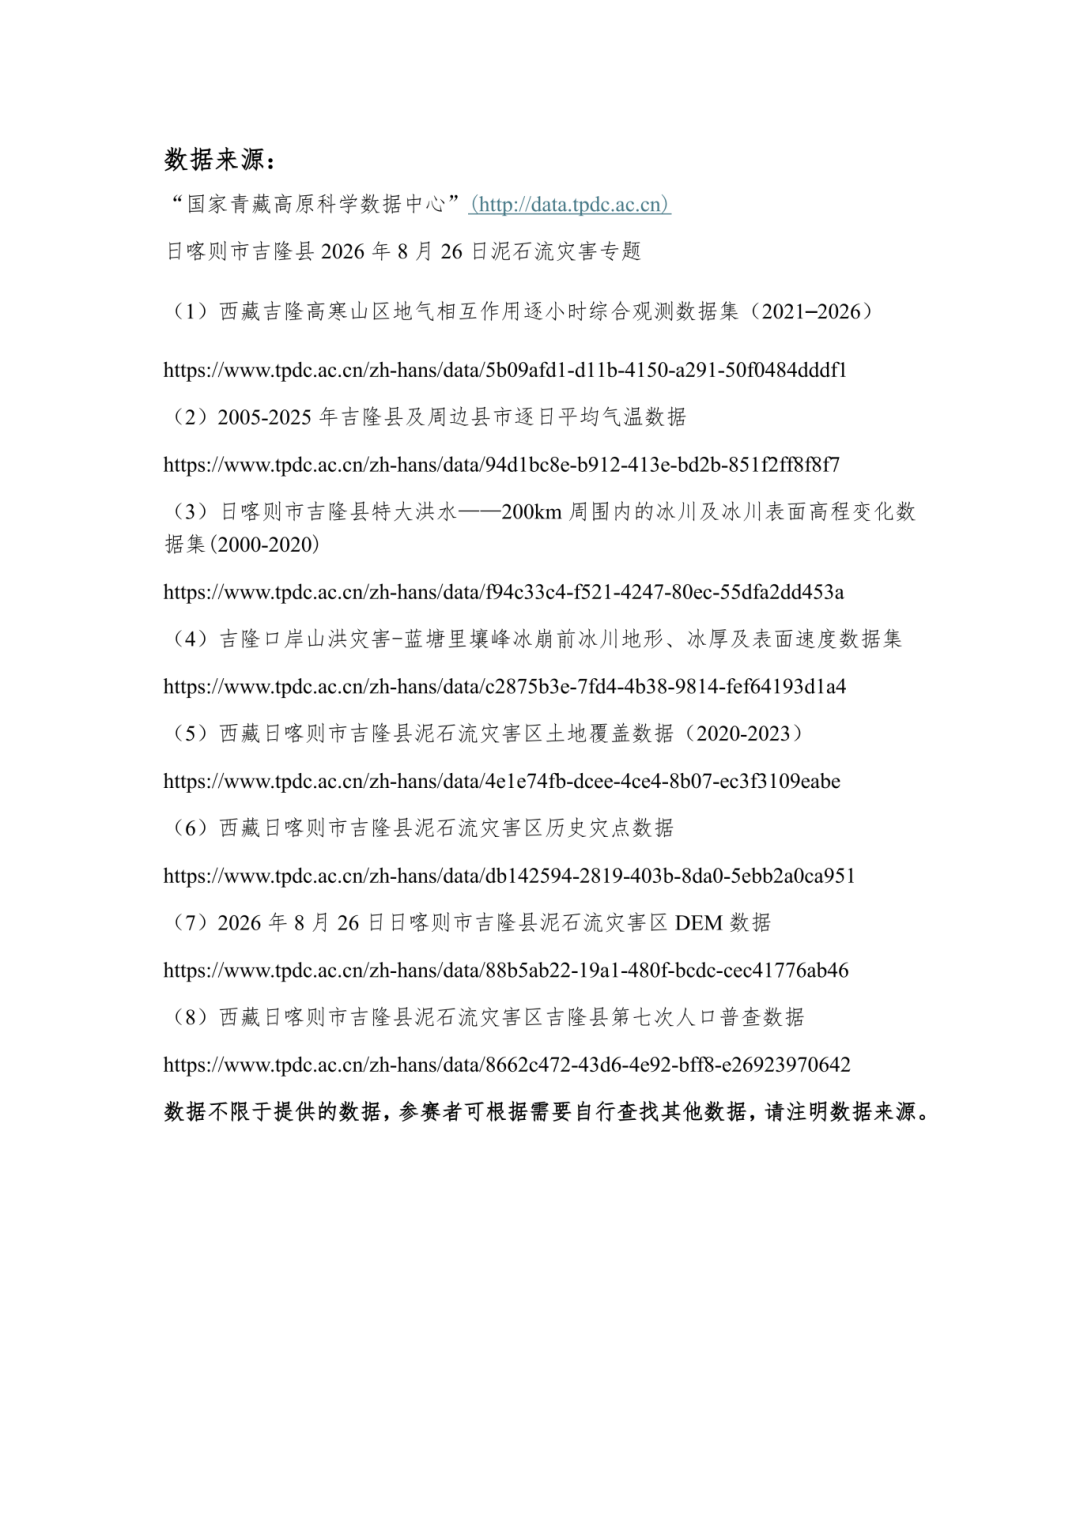 数据来源：
“国家青藏高原科学数据中心”(http://data.tpdc.ac.cn)
日喀则市吉隆县 2026 年 8 月 26 日泥石流灾害专题
（1）西藏吉隆高寒山区地气相互作用逐小时综合观测数据集（2021–2026）
https://www.tpdc.ac.cn/zh-hans/data/5b09afd1-d11b-4150-a291-50f0484dddf1
（2）2005-2025 年吉隆县及周边县市逐日平均气温数据
https://www.tpdc.ac.cn/zh-hans/data/94d1bc8e-b912-413e-bd2b-851f2ff8f8f7
（3）日喀则市吉隆县特大洪水——200km 周围内的冰川及冰川表面高程变化数
据集(2000-2020)
https://www.tpdc.ac.cn/zh-hans/data/f94c33c4-f521-4247-80ec-55dfa2dd453a
（4）吉隆口岸山洪灾害-蓝塘里壤峰冰崩前冰川地形、冰厚及表面速度数据集
https://www.tpdc.ac.cn/zh-hans/data/c2875b3e-7fd4-4b38-9814-fef64193d1a4
（5）西藏日喀则市吉隆县泥石流灾害区土地覆盖数据（2020-2023）
https://www.tpdc.ac.cn/zh-hans/data/4e1e74fb-dcee-4ce4-8b07-ec3f3109eabe
（6）西藏日喀则市吉隆县泥石流灾害区历史灾点数据
https://www.tpdc.ac.cn/zh-hans/data/db142594-2819-403b-8da0-5ebb2a0ca951
（7）2026 年 8 月 26 日日喀则市吉隆县泥石流灾害区 DEM 数据
https://www.tpdc.ac.cn/zh-hans/data/88b5ab22-19a1-480f-bcdc-cec41776ab46
（8）西藏日喀则市吉隆县泥石流灾害区吉隆县第七次人口普查数据
https://www.tpdc.ac.cn/zh-hans/data/8662c472-43d6-4e92-bff8-e26923970642
数据不限于提供的数据，参赛者可根据需要自行查找其他数据，请注明数据来源。